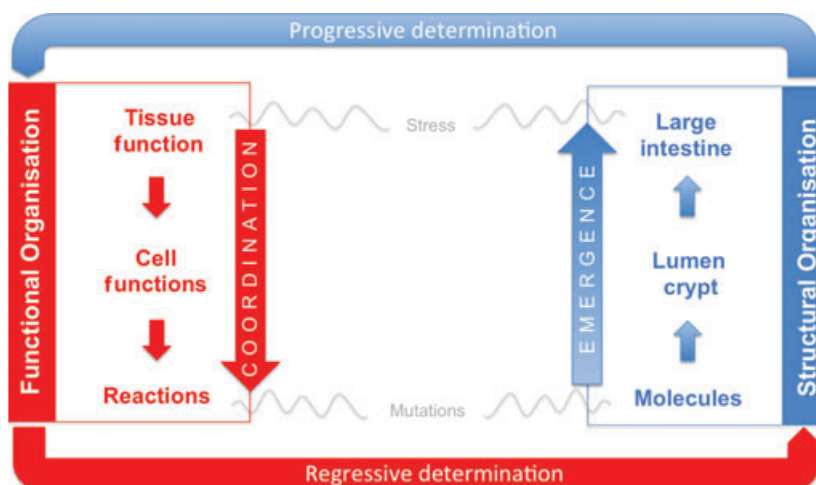 Progressive determination
Functional Organisation
Tissue
function
Cell
functions
Reactions
COORDINATION
Stress
Mutations
EMERGENCE
Large
intestine
Lumen
crypt
Molecules
Structural Organisation
Regressive determination